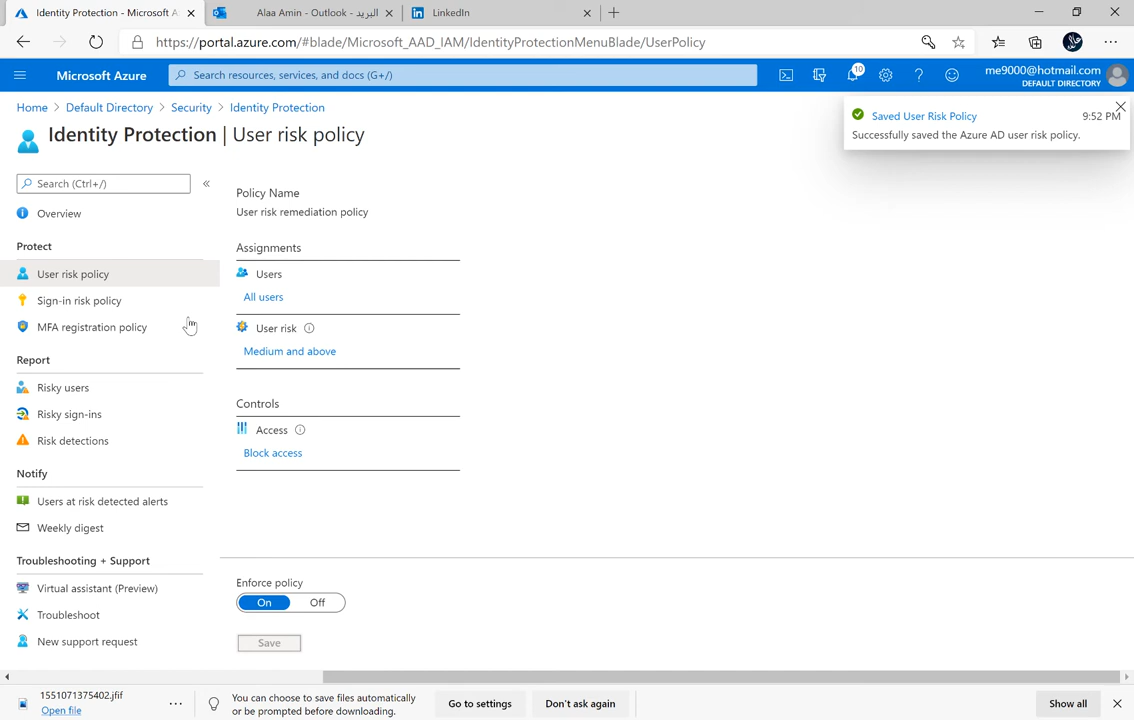 Identity Protection - Microsoft A
Alaa Amin - Outlook - البريد
LinkedIn
https://portal.azure.com/#blade/Microsoft_AAD_IAM/IdentityProtectionMenuBlade/UserPolicy
Microsoft Azure
Search resources, services, and docs (G+/)
10
me9000@hotmail.com
DEFAULT DIRECTORY
Home > Default Directory > Security > Identity Protection
Identity Protection | User risk policy
Saved User Risk Policy 9:52 PM
Successfully saved the Azure AD user risk policy.
Search (Ctrl+/)
«
Overview
Protect
User risk policy
Sign-in risk policy
MFA registration policy
Report
Risky users
Risky sign-ins
Risk detections
Notify
Users at risk detected alerts
Weekly digest
Troubleshooting + Support
Virtual assistant (Preview)
Troubleshoot
New support request
Policy Name
User risk remediation policy
Assignments
Users
All users
User risk
Medium and above
Controls
Access
Block access
Enforce policy
On Off
Save
1551071375402.jfif
Open file
You can choose to save files automatically
or be prompted before downloading.
Go to settings
Don't ask again
Show all